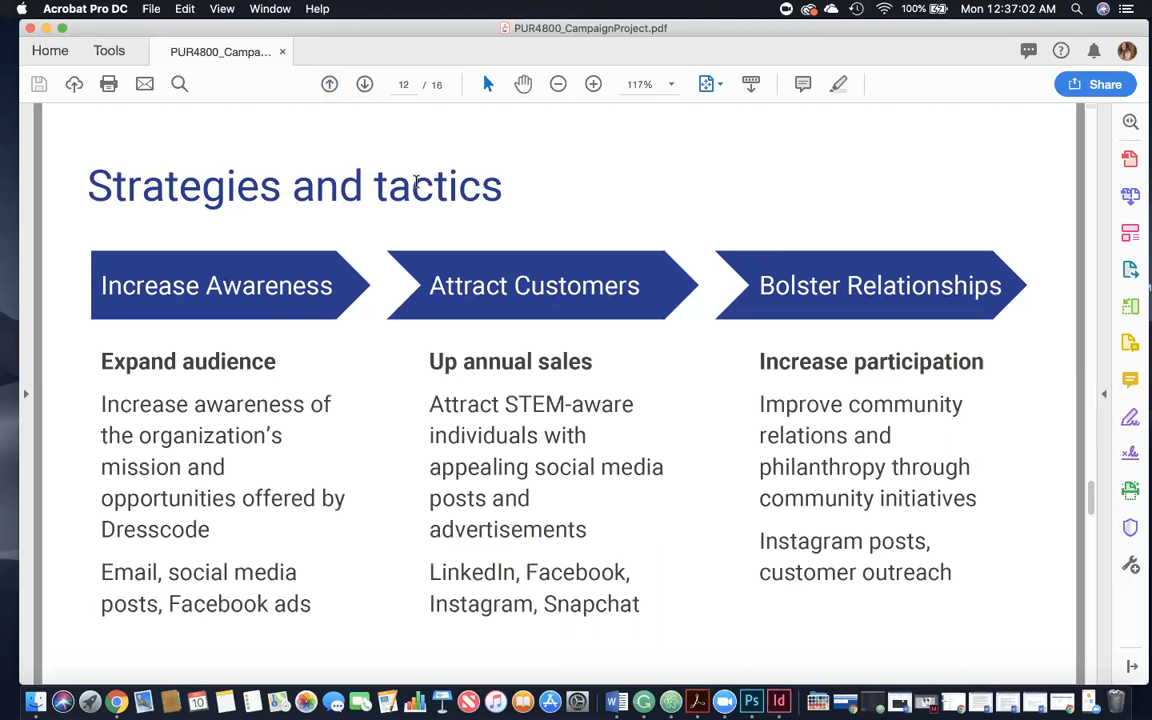 Acrobat Pro DC File Edit View Window Help
100% Mon 12:37:02 AM
PUR4800_CampaignProject.pdf
Home Tools PUR4800_Campa... ×
12 / 16 117% Share
Strategies and tactics
Increase Awareness
Expand audience
Increase awareness of
the organization's
mission and
opportunities offered by
Dresscode
Email, social media
posts, Facebook ads
Attract Customers
Up annual sales
Attract STEM-aware
individuals with
appealing social media
posts and
advertisements
LinkedIn, Facebook,
Instagram, Snapchat
Bolster Relationships
Increase participation
Improve community
relations and
philanthropy through
community initiatives
Instagram posts,
customer outreach
10
W
G
Ps
Id